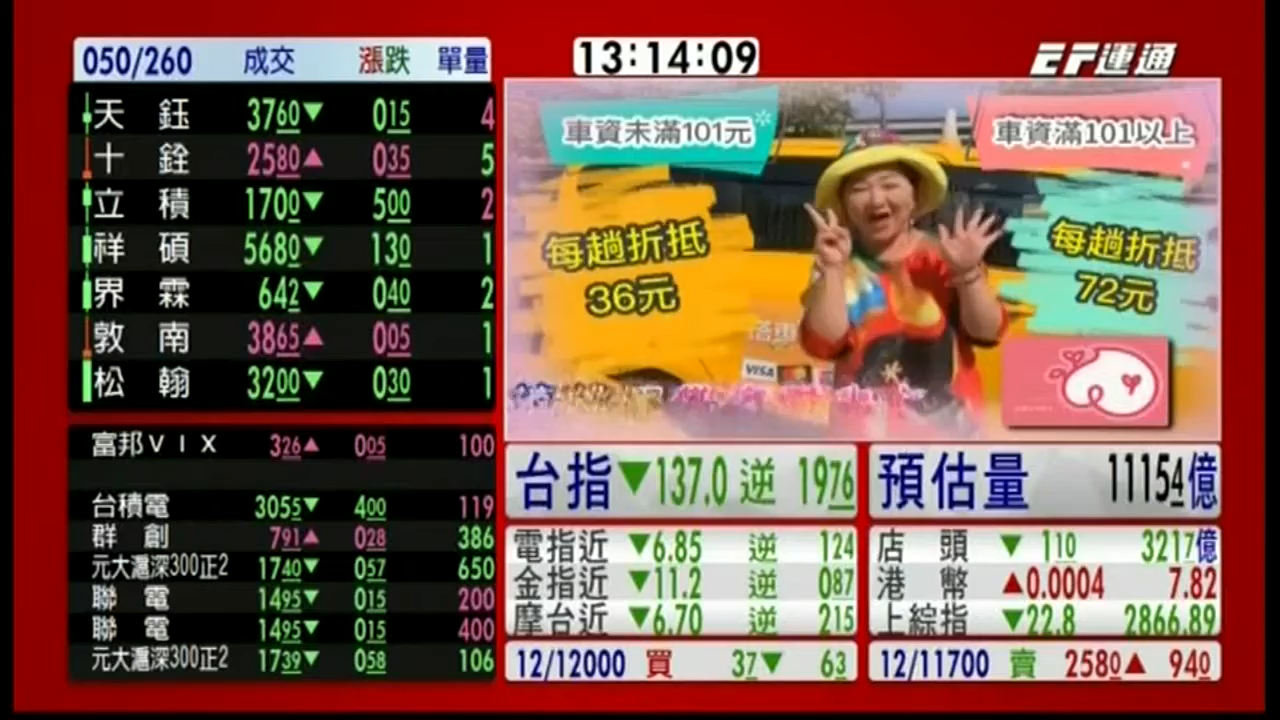 050/260 成交 漲跌 單量
13:14:09
EF運通
天鈺 3760▼ 015 4
十銓 2580▲ 035 5
立積 1700▼ 500 2
祥碩 5680▼ 130 1
界霖 642▼ 040 2
敦南 3865▲ 005 1
松翰 3200▼ 030 1
富邦VIX 326▲ 005 100
台積電 3055▼ 400 119
群創 791▲ 028 386
元大滬深300正2 1740▼ 057 650
聯電 1495▼ 015 200
聯電 1495▼ 015 400
元大滬深300正2 1739▼ 058 106
車資未滿101元
車資滿101以上
每趟折抵
36元
每趟折抵
72元
VISA
台指▼137.0 逆 1976
電指近 ▼6.85 逆 124
金指近 ▼11.2 逆 087
摩台近 ▼6.70 逆 215
12/12000 買 37▼ 63
預估量 11154億
店頭 ▼110 3217億
港幣 ▲0.0004 7.82
上綜指 ▼22.8 2866.89
12/11700 賣 2580▲ 940